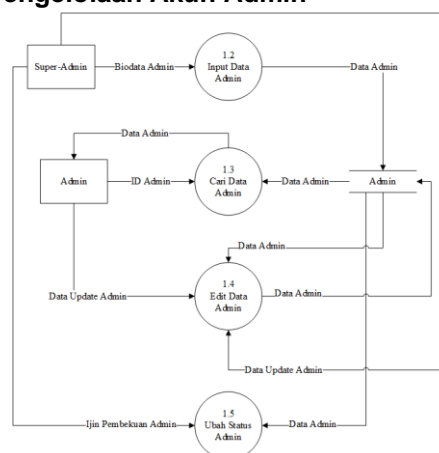 engelolaan Akun Admin
Super-Admin
Biodata Admin
1.2
Input Data
Admin
Data Admin
Data Admin
Admin
ID Admin
1.3
Cari Data
Admin
Data Admin
Admin
Data Admin
Data Update Admin
1.4
Edit Data
Admin
Data Admin
Data Update Admin
Ijin Pembekuan Admin
1.5
Ubah Status
Admin
Data Admin